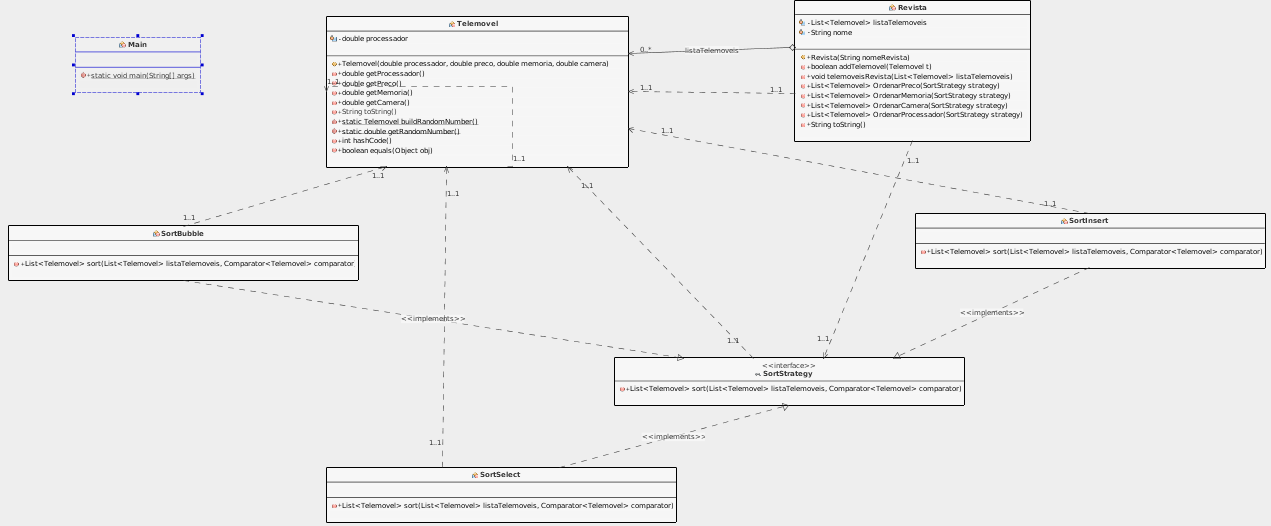 Main
+static void main(String[] args)
Telemovel
-double processador
+Telemovel(double processador, double preco, double memoria, double camera)
+double getProcessador()
+double getPreco()
+double getMemoria()
+double getCamera()
+String toString()
+static Telemovel buildRandomNumber()
+static double getRandomNumber()
+int hashCode()
+boolean equals(Object obj)
1..1
1..1
Revista
-List<Telemovel> listaTelemoveis
-String nome
+Revista(String nomeRevista)
+boolean addTelemovel(Telemovel t)
+void telemoveisRevista(List<Telemovel> listaTelemoveis)
+List<Telemovel> OrdenarPreco(SortStrategy strategy)
+List<Telemovel> OrdenarMemoria(SortStrategy strategy)
+List<Telemovel> OrdenarCamera(SortStrategy strategy)
+List<Telemovel> OrdenarProcessador(SortStrategy strategy)
+String toString()
0..*
listaTelemoveis
1..1
1..1
1..1
1..1
1..1
1..1
1..1
1..1
1..1
SortBubble
+List<Telemovel> sort(List<Telemovel> listaTelemoveis, Comparator<Telemovel> comparator
SortInsert
+List<Telemovel> sort(List<Telemovel> listaTelemoveis, Comparator<Telemovel> comparator)
<<implements>>
<<implements>>
1..1
1..1
<<interface>>
SortStrategy
+List<Telemovel> sort(List<Telemovel> listaTelemoveis, Comparator<Telemovel> comparator)
<<implements>>
1..1
SortSelect
+List<Telemovel> sort(List<Telemovel> listaTelemoveis, Comparator<Telemovel> comparator)